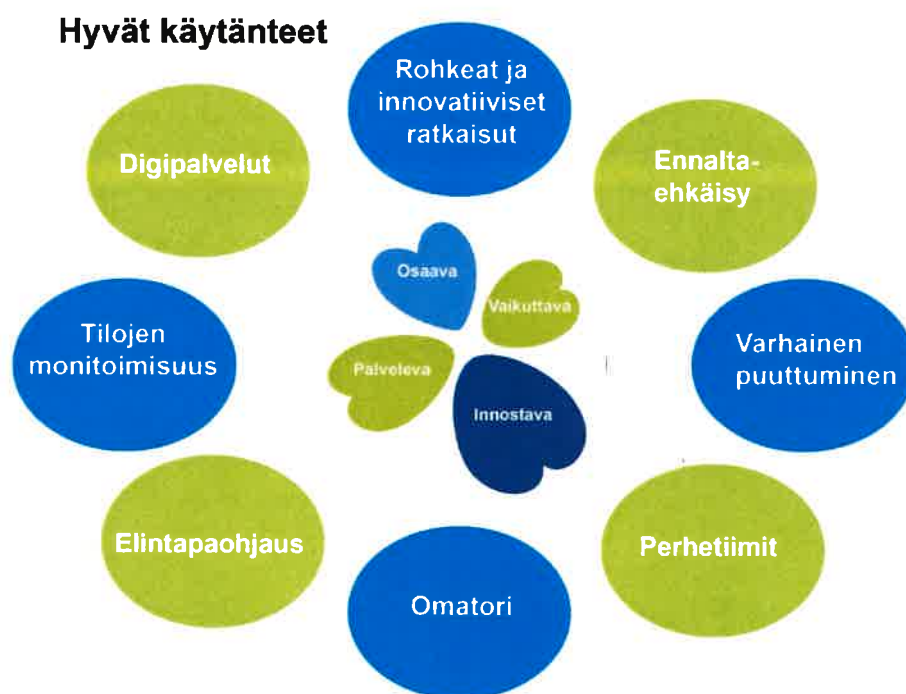 Hyvät käytänteet
Rohkeat ja
innovatiiviset
ratkaisut
Digipalvelut
Ennalta-
ehkäisy
Osaava
Vaikuttava
Tilojen
monitoimisuus
Varhainen
puuttuminen
Palveleva
Innostava
Elintapaohjaus
Perhetiimit
Omatori